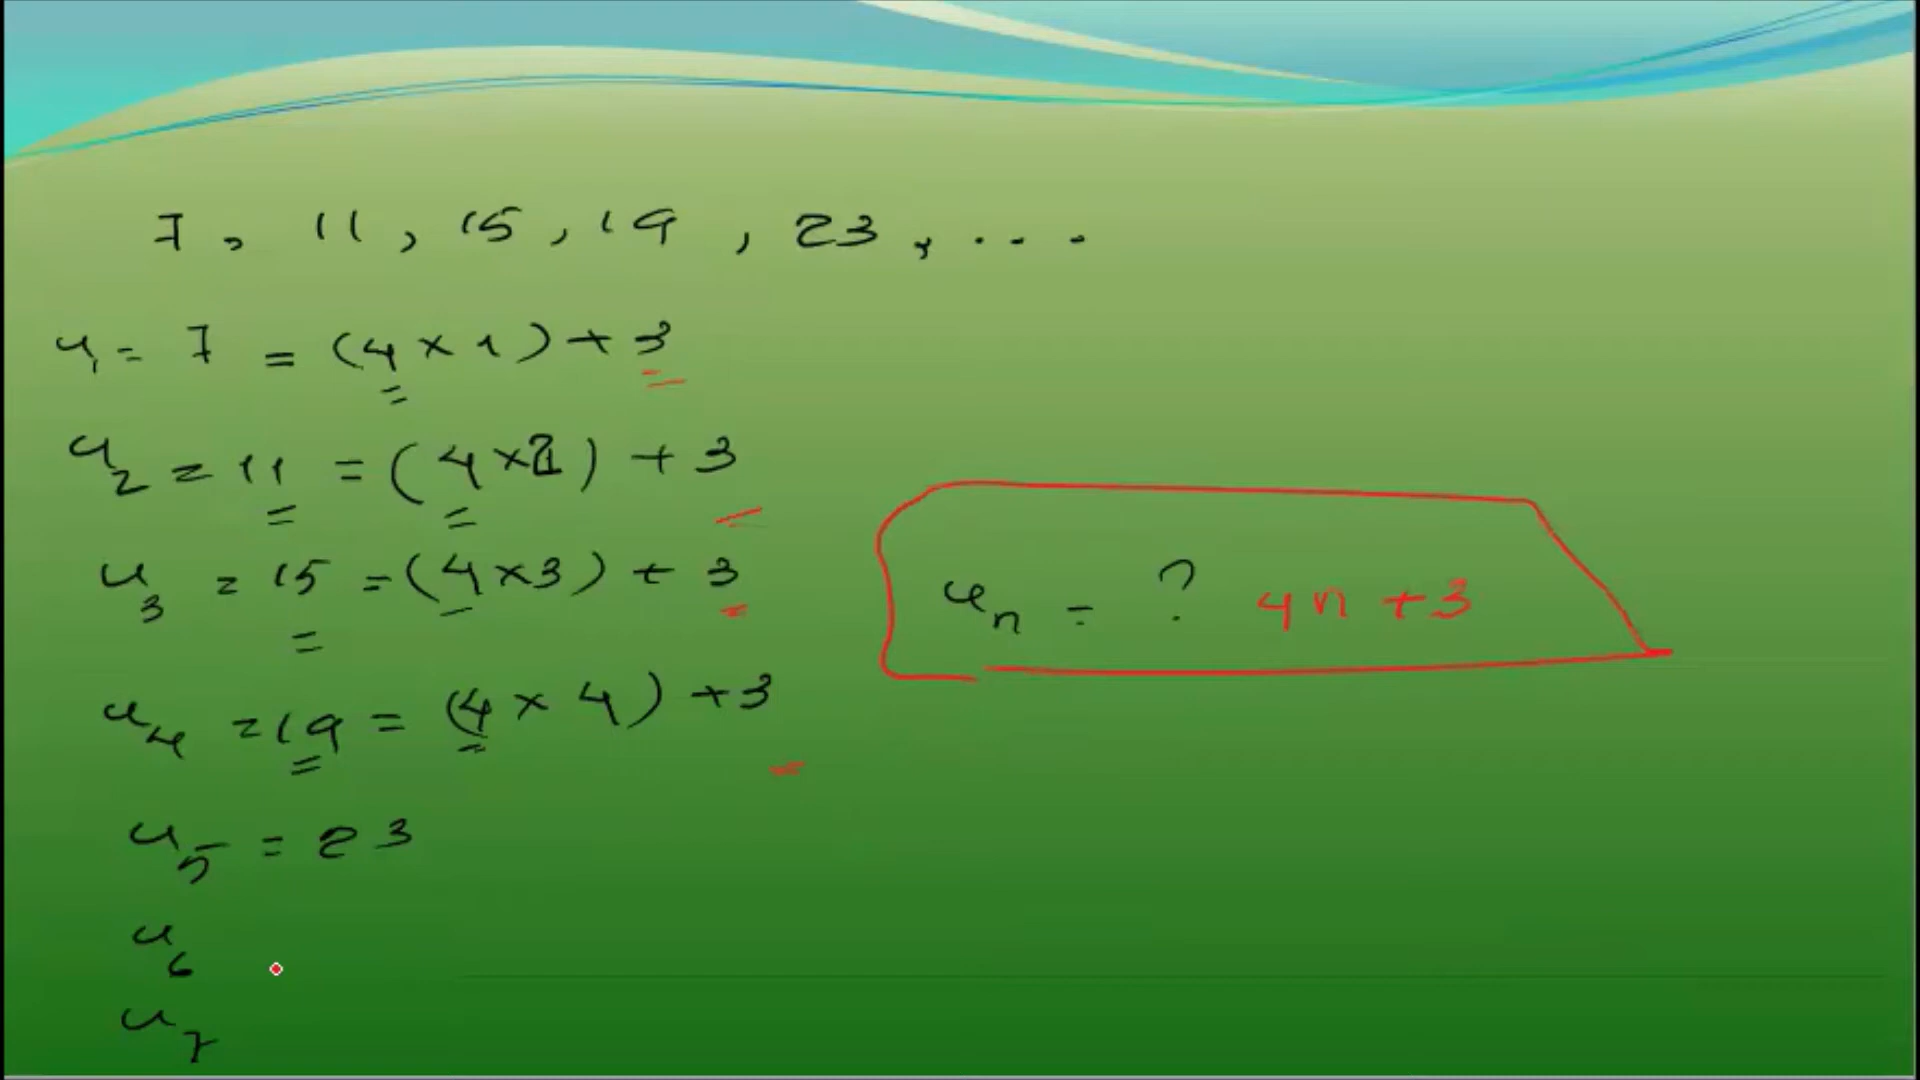 7, 11, 15, 19, 23, ...
u₁ = 7 = (4 × 1) + 3
u₂ = 11 = (4 × 2) + 3
u₃ = 15 = (4 × 3) + 3
u₄ = 19 = (4 × 4) + 3
u₅ = 23
u₆
u₇
uₙ = ? 4n + 3